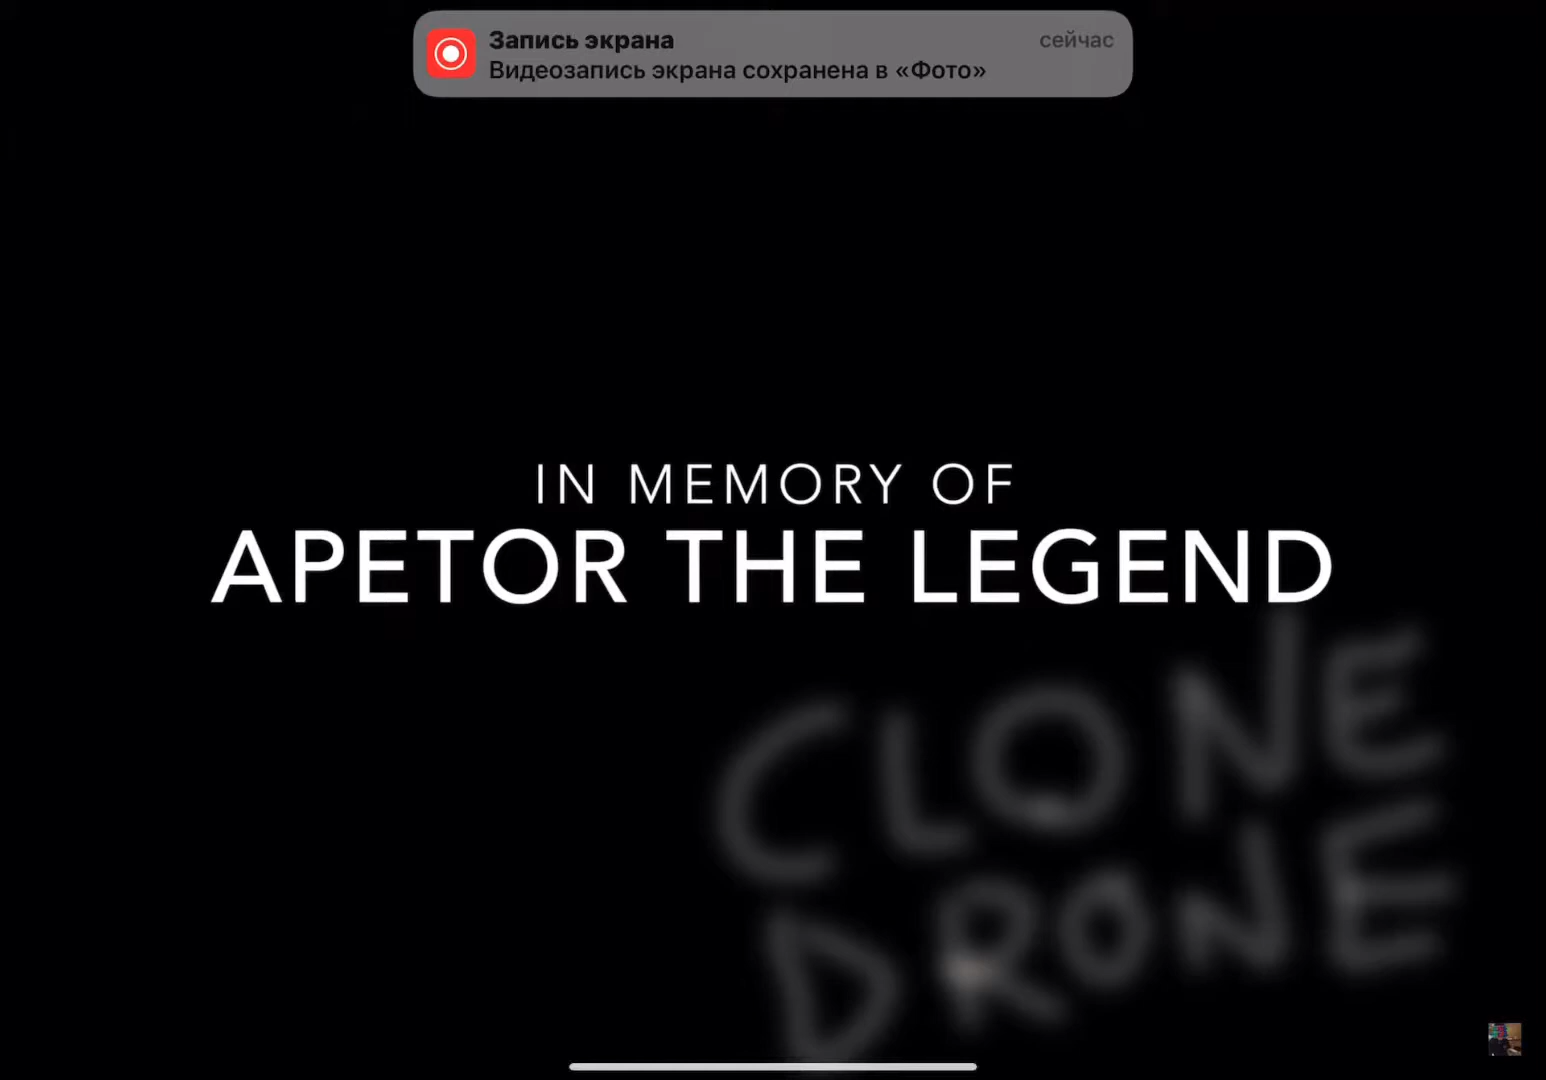 Запись экрана
сейчас
Видеозапись экрана сохранена в «Фото»
IN MEMORY OF
APETOR THE LEGEND
CLONE
DRONE